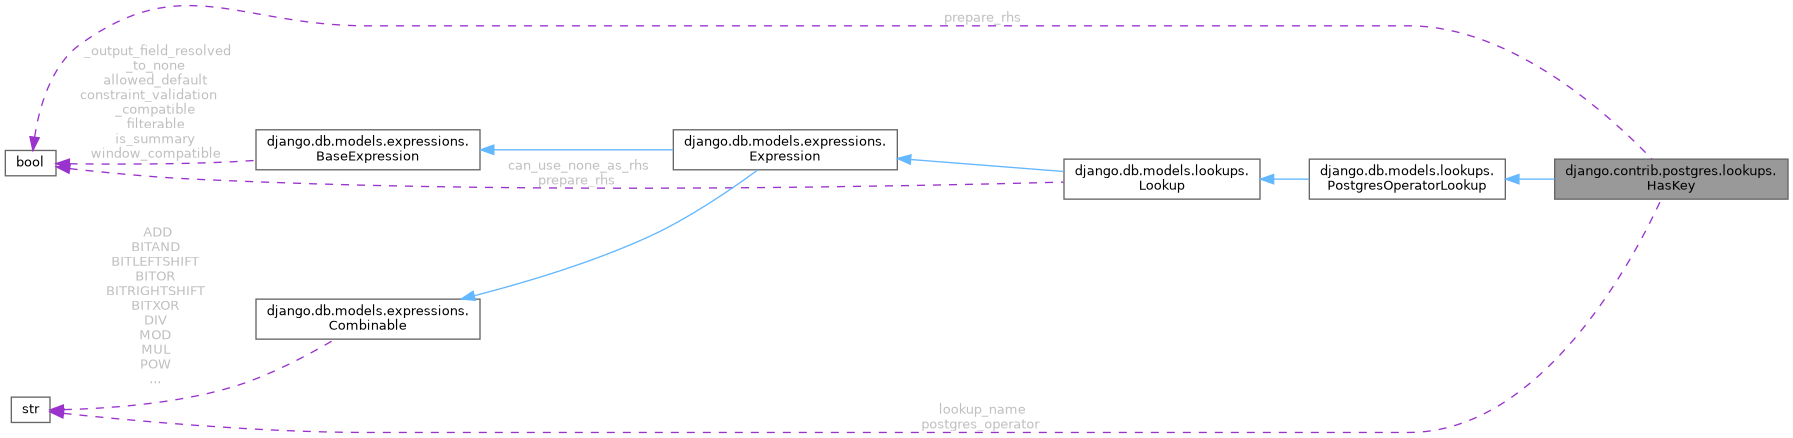 prepare_rhs
_output_field_resolved
_to_none
allowed_default
constraint_validation
_compatible
filterable
is_summary
window_compatible
bool
django.db.models.expressions.
BaseExpression
django.db.models.expressions.
Expression
can_use_none_as_rhs
prepare_rhs
django.db.models.lookups.
Lookup
django.db.models.lookups.
PostgresOperatorLookup
django.contrib.postgres.lookups.
HasKey
ADD
BITAND
BITLEFTSHIFT
BITOR
BITRIGHTSHIFT
BITXOR
DIV
MOD
MUL
POW
...
django.db.models.expressions.
Combinable
str
lookup_name
postgres_operator